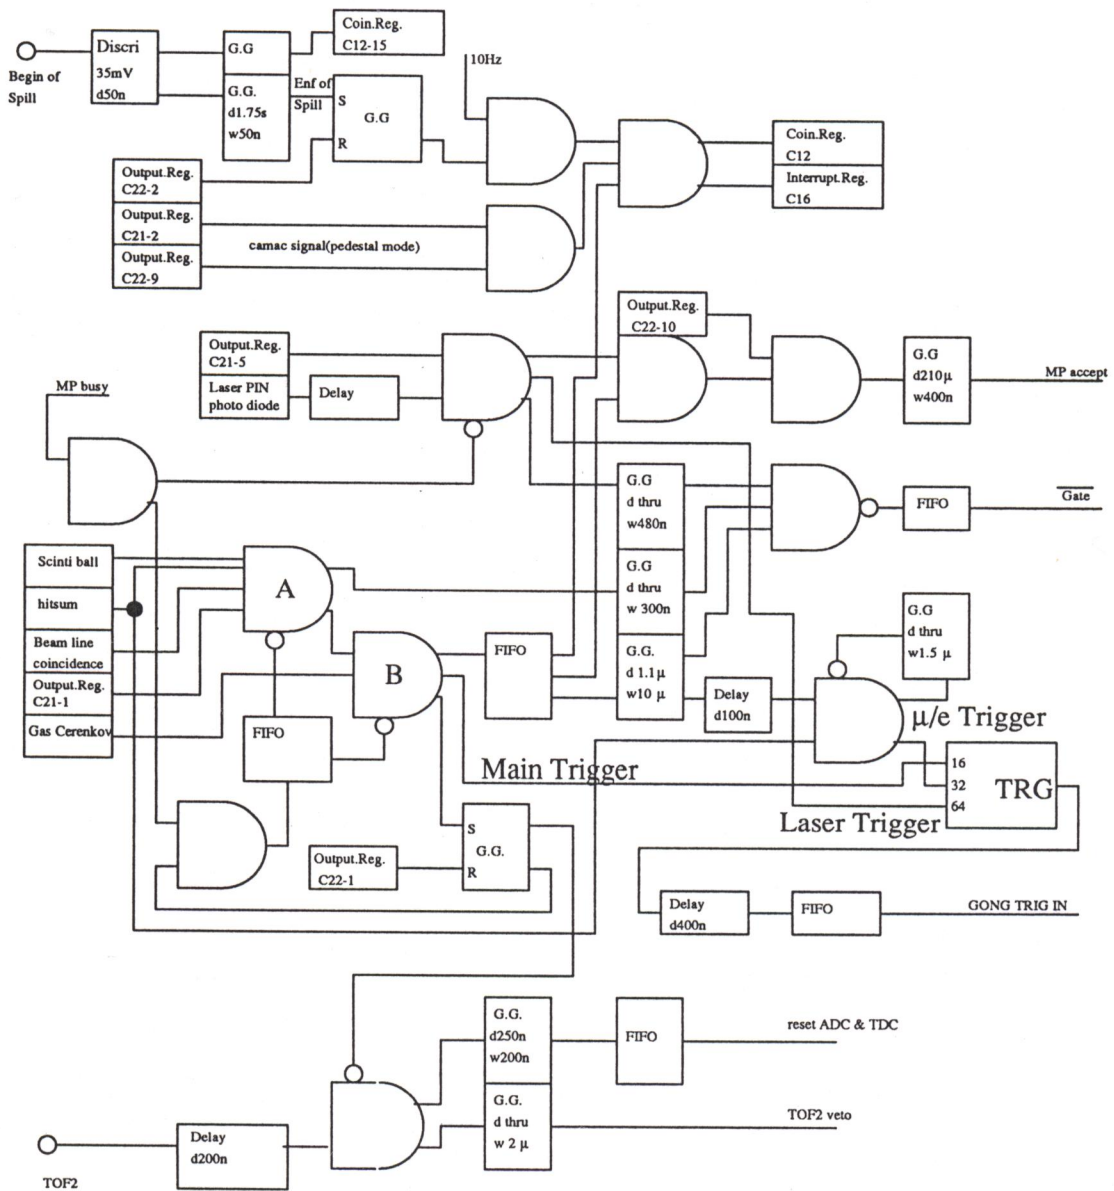 Begin of
Spill
Discri
35mV
d50n
G.G
G.G.
d1.75s
w50n
Coin.Reg.
C12-15
Enf of
Spill
S
G.G
R
10Hz
Output.Reg.
C22-2
Output.Reg.
C21-2
Output.Reg.
C22-9
camac signal(pedestal mode)
Coin.Reg.
C12
Interrupt.Reg.
C16
Output.Reg.
C22-10
Output.Reg.
C21-5
Laser PIN
photo diode
Delay
G.G
d210μ
w400n
MP accept
MP busy
G.G
d thru
w480n
G.G
d thru
w 300n
G.G.
d 1.1μ
w10 μ
FIFO
Gate
Scinti ball
hitsum
Beam line
coincidence
Output.Reg.
C21-1
Gas Cerenkov
A
B
FIFO
FIFO
G.G
d thru
w1.5 μ
Delay
d100n
μ/e Trigger
Main Trigger
16
32
64
TRG
Laser Trigger
S
G.G.
R
Output.Reg.
C22-1
Delay
d400n
FIFO
GONG TRIG IN
G.G.
d250n
w200n
FIFO
reset ADC & TDC
G.G.
d thru
w 2 μ
TOF2 veto
Delay
d200n
TOF2